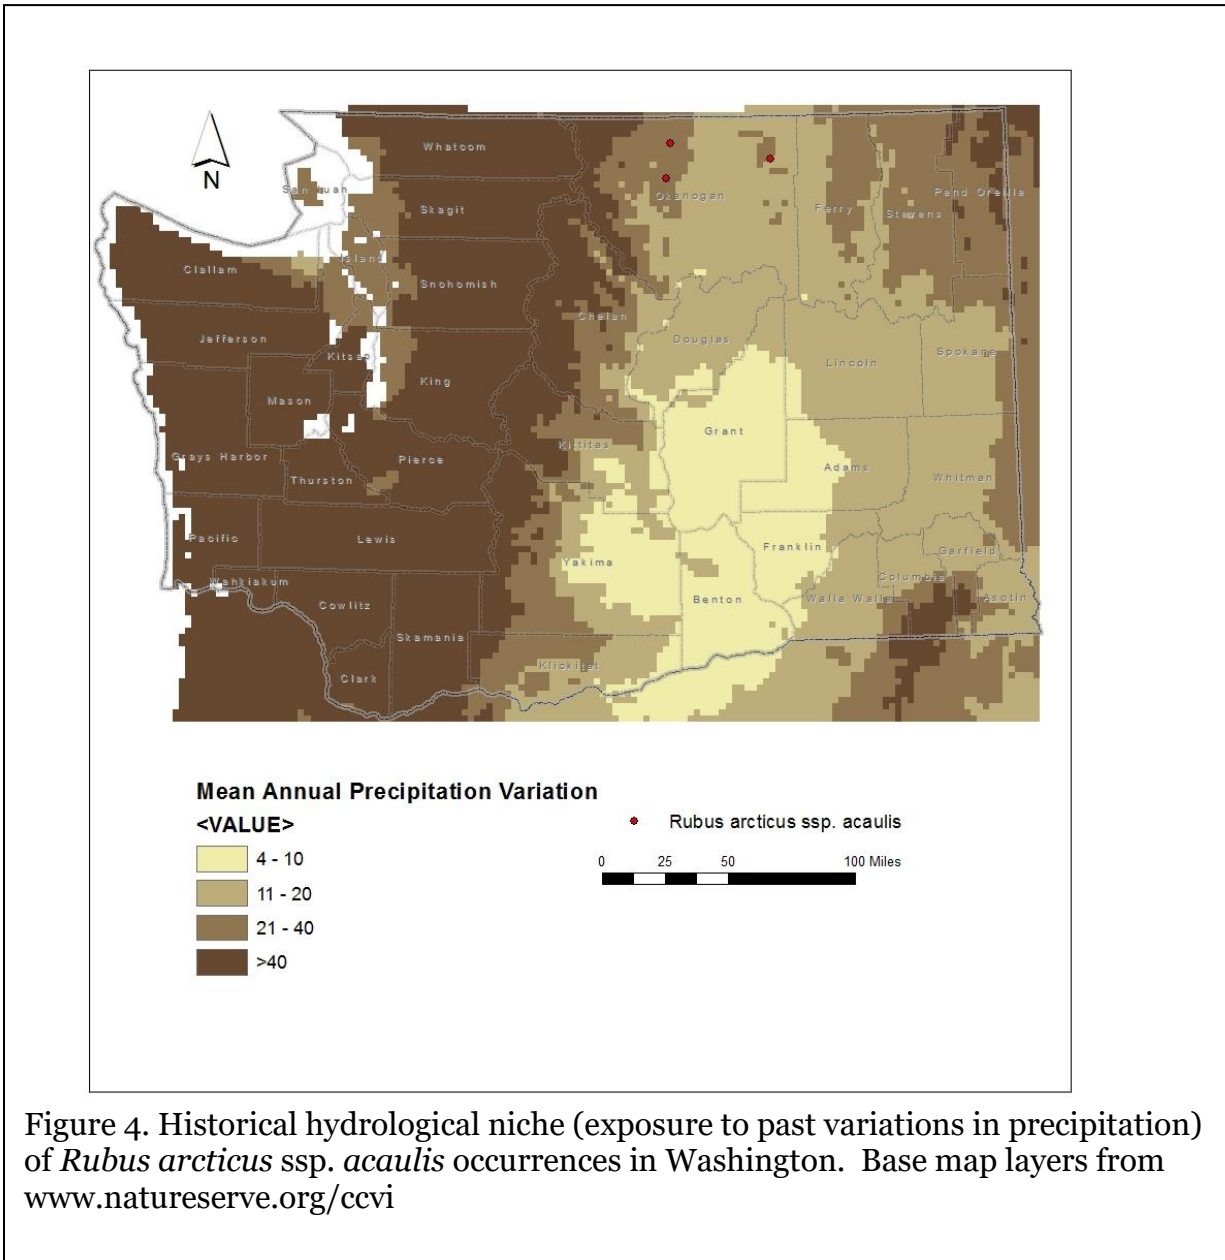 N
Whatcom
San Juan
Skagit
Okanogan
Ferry
Stevens
Pend Oreille
Island
Clallam
Snohomish
Chelan
Jefferson
Douglas
Kitsap
Lincoln
Spokane
King
Mason
Grant
Kittitas
Grays Harbor
Pierce
Adams
Thurston
Whitman
Pacific
Lewis
Franklin
Garfield
Yakima
Columbia
Wahkiakum
Benton
Walla Walla
Asotin
Cowlitz
Skamania
Klickitat
Clark
Mean Annual Precipitation Variation
<VALUE>
4 - 10
11 - 20
21 - 40
>40
Rubus arcticus ssp. acaulis
0 25 50 100 Miles
Figure 4. Historical hydrological niche (exposure to past variations in precipitation)
of Rubus arcticus ssp. acaulis occurrences in Washington. Base map layers from
www.natureserve.org/ccvi